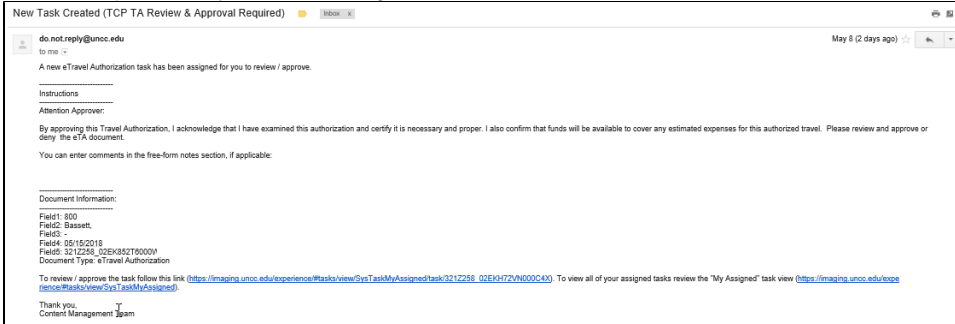 New Task Created (TCP TA Review & Approval Required) Inbox x
do.not.reply@uncc.edu May 8 (2 days ago)
to me
A new eTravel Authorization task has been assigned for you to review / approve.
-------------------------
Instructions
-------------------------
Attention Approver:
By approving this Travel Authorization, I acknowledge that I have examined this authorization and certify it is necessary and proper. I also confirm that funds will be available to cover any estimated expenses for this authorized travel. Please review and approve or
deny the eTA document.
You can enter comments in the free-form notes section, if applicable:
-------------------------
Document Information:
-------------------------
Field1: 800
Field2: Bassett,
Field3: -
Field4: 05/15/2018
Field5: 321Z258_02EK852T6000V
Document Type: eTravel Authorization
To review / approve the task follow this link (https://imaging.uncc.edu/experience/#tasks/view/SysTaskMyAssigned/task/321Z258_02EKH72VN000C4X). To view all of your assigned tasks review the "My Assigned" task view (https://imaging.uncc.edu/expe
rience/#tasks/view/SysTaskMyAssigned).
Thank you,
Content Management Team